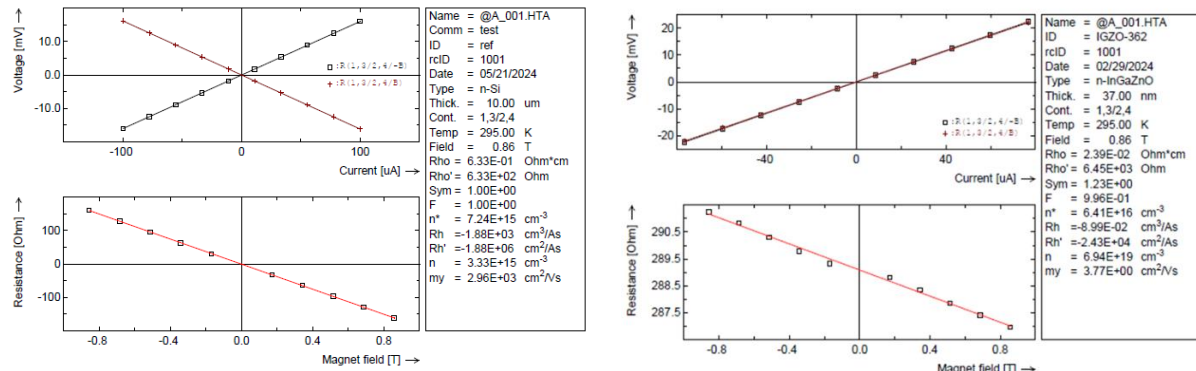 Voltage [mV] →
10.0
0.0
-10.0
-100
0
100
Current [uA] →
□ :R(1,3/2,4/-B)
+ :R(1,3/2,4/B)
Resistance [Ohm] →
100
0
-100
-0.8
-0.4
0.0
0.4
0.8
Magnet field [T] →
Name = @A_001.HTA
Comm = test
ID = ref
rcID = 1001
Date = 05/21/2024
Type = n-Si
Thick. = 10.00 um
Cont. = 1,3/2,4
Temp = 295.00 K
Field = 0.86 T
Rho = 6.33E-01 Ohm*cm
Rho' = 6.33E+02 Ohm
Sym = 1.00E+00
F = 1.00E+00
n* = 7.24E+15 cm-3
Rh =-1.88E+03 cm3/As
Rh' =-1.88E+06 cm2/As
n = 3.33E+15 cm-3
my = 2.96E+03 cm2/Vs
Voltage [mV] →
20
10
0
-10
-20
-40
0
40
Current [uA] →
□ :R(1,3/2,4/-B)
+ :R(1,3/2,4/B)
Resistance [Ohm] →
290.5
289.5
288.5
287.5
-0.8
-0.4
0.0
0.4
0.8
Magnet field [T] →
Name = @A_001.HTA
ID = IGZO-362
rcID = 1001
Date = 02/29/2024
Type = n-InGaZnO
Thick. = 37.00 nm
Cont. = 1,3/2,4
Temp = 295.00 K
Field = 0.86 T
Rho = 2.39E-02 Ohm*cm
Rho' = 6.45E+03 Ohm
Sym = 1.23E+00
F = 9.96E-01
n* = 6.41E+16 cm-3
Rh =-8.99E-02 cm3/As
Rh' =-2.43E+04 cm2/As
n = 6.94E+19 cm-3
my = 3.77E+00 cm2/Vs